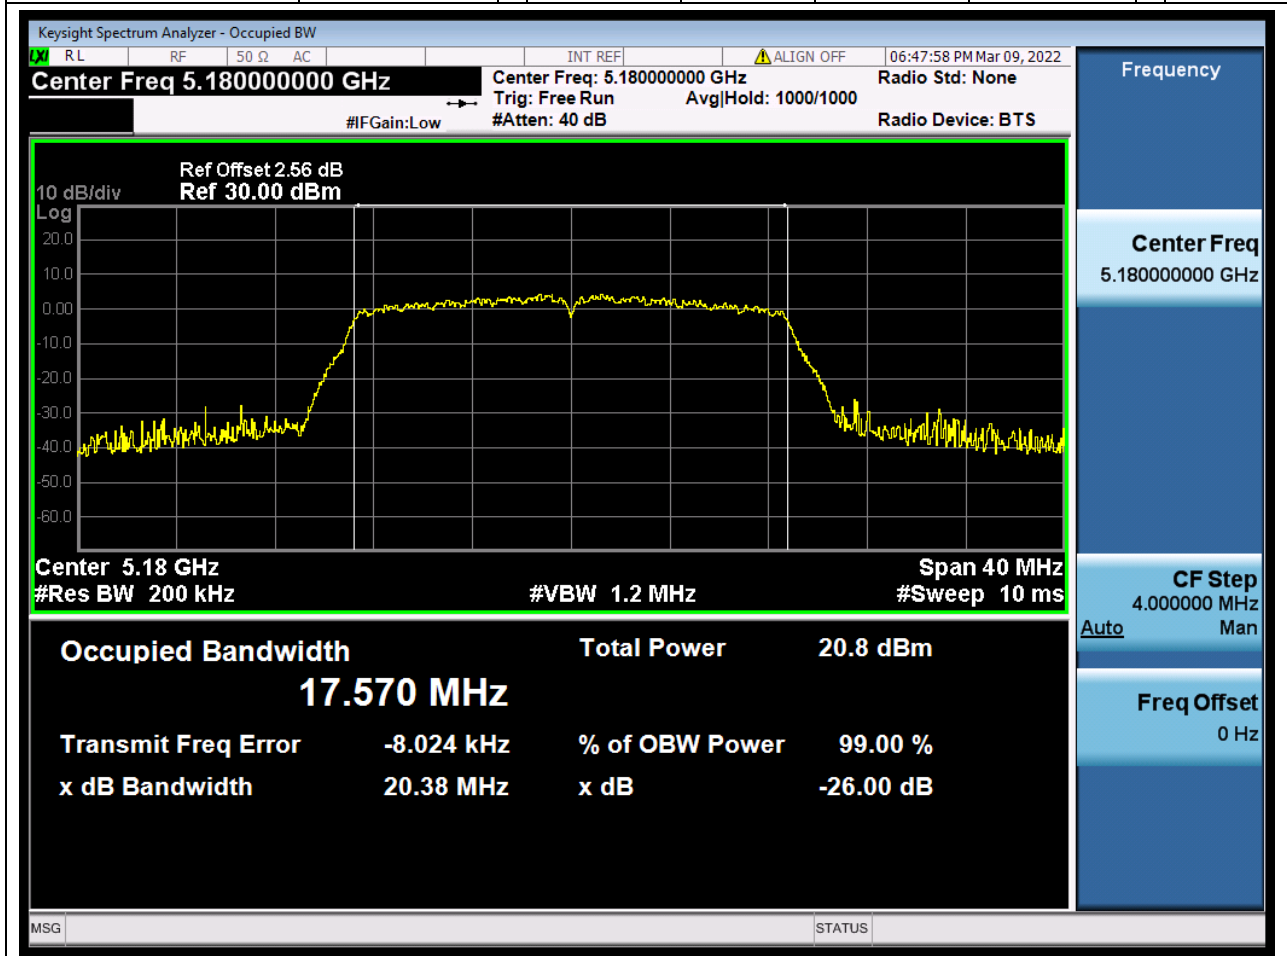 Keysight Spectrum Analyzer - Occupied BW
LXI RL RF 50 Ω AC INT REF ALIGN OFF 06:47:58 PM Mar 09, 2022
Center Freq 5.180000000 GHz
Center Freq: 5.180000000 GHz Radio Std: None
Trig: Free Run Avg|Hold: 1000/1000
#IFGain:Low #Atten: 40 dB Radio Device: BTS
Ref Offset 2.56 dB
10 dB/div Ref 30.00 dBm
Log
20.0
10.0
0.00
-10.0
-20.0
-30.0
-40.0
-50.0
-60.0
Center 5.18 GHz Span 40 MHz
#Res BW 200 kHz #VBW 1.2 MHz #Sweep 10 ms
Occupied Bandwidth Total Power 20.8 dBm
17.570 MHz
Transmit Freq Error -8.024 kHz % of OBW Power 99.00 %
x dB Bandwidth 20.38 MHz x dB -26.00 dB
MSG STATUS
Frequency
Center Freq
5.180000000 GHz
CF Step
4.000000 MHz
Auto Man
Freq Offset
0 Hz